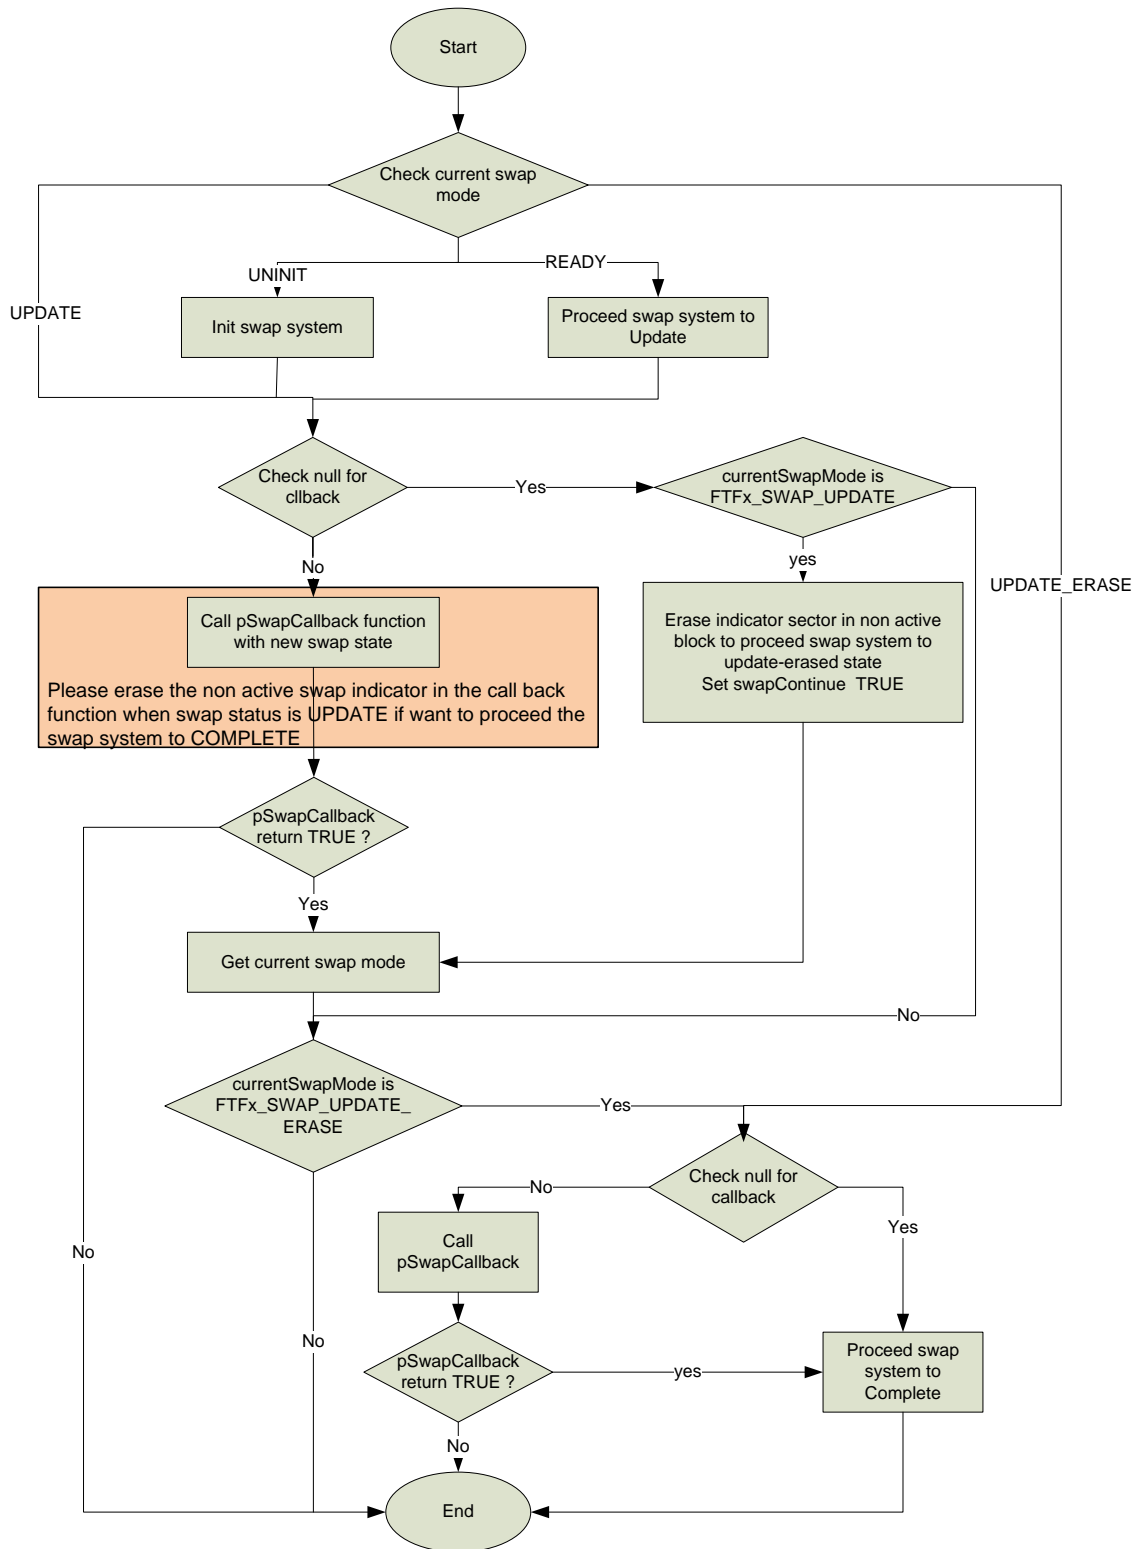 Start
Check current swap
mode
UNINIT
READY
UPDATE
Init swap system
Proceed swap system to
Update
Check null for
cllback
Yes
currentSwapMode is
FTFx_SWAP_UPDATE
No
yes
UPDATE_ERASE
Call pSwapCallback function
with new swap state
Erase indicator sector in non active
block to proceed swap system to
update-erased state
Set swapContinue  TRUE
Please erase the non active swap indicator in the call back
function when swap status is UPDATE if want to proceed the
swap system to COMPLETE
pSwapCallback
return TRUE ?
Yes
Get current swap mode
No
currentSwapMode is
FTFx_SWAP_UPDATE_
ERASE
Yes
Check null for
callback
No
Yes
Call
pSwapCallback
No
No
pSwapCallback
return TRUE ?
yes
Proceed swap
system to
Complete
No
End